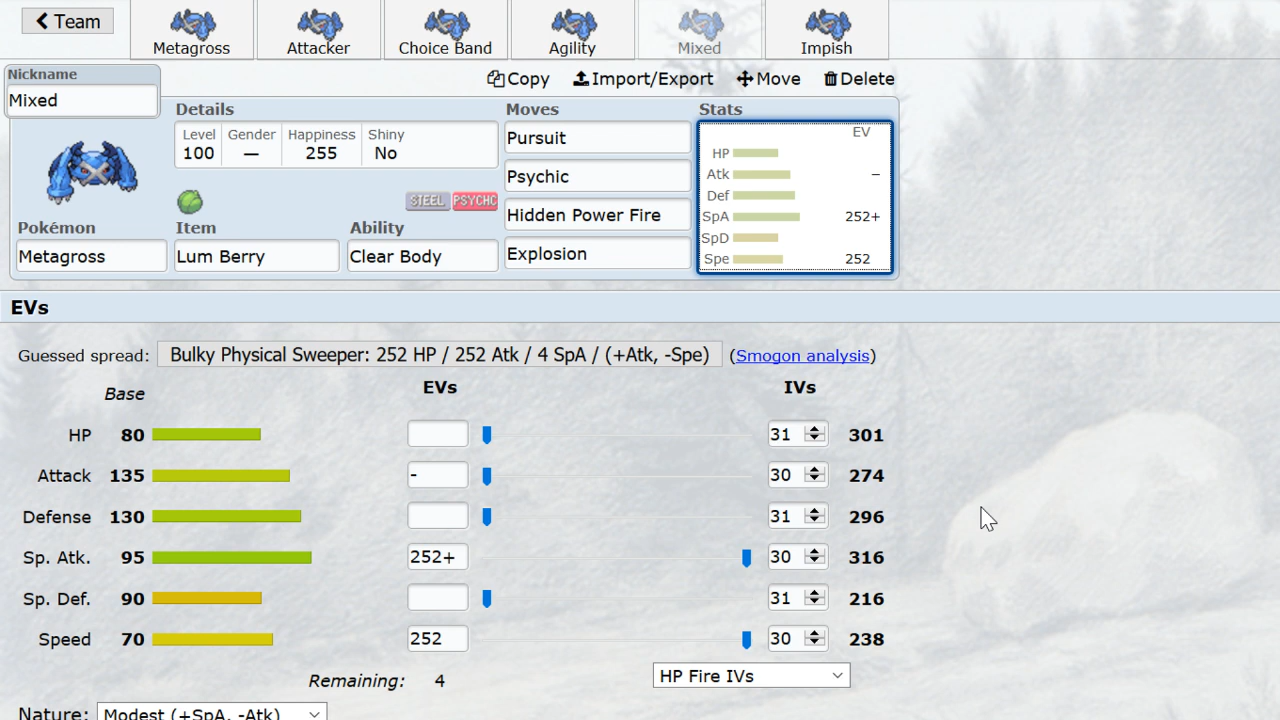 Team
Metagross
Attacker
Choice Band
Agility
Mixed
Impish
Copy Import/Export Move Delete
Nickname
Mixed
Details
Level Gender Happiness Shiny
100 — 255 No
STEEL PSYCHC
Pokémon Item Ability
Metagross Lum Berry Clear Body
Moves
Pursuit
Psychic
Hidden Power Fire
Explosion
Stats
EV
HP
Atk –
Def
SpA 252+
SpD
Spe 252
EVs
Guessed spread: Bulky Physical Sweeper: 252 HP / 252 Atk / 4 SpA / (+Atk, -Spe) (Smogon analysis)
Base EVs IVs
HP 80 31 301
Attack 135 - 30 274
Defense 130 31 296
Sp. Atk. 95 252+ 30 316
Sp. Def. 90 31 216
Speed 70 252 30 238
Remaining: 4 HP Fire IVs
Nature: Modest (+SpA, -Atk)